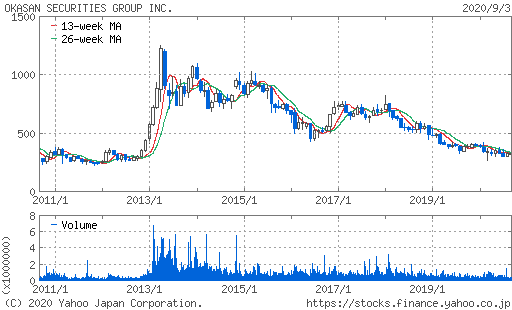 OKASAN SECURITIES GROUP INC. 2020/9/3
13-week MA
26-week MA
1500
1000
500
0
2011/1 2013/1 2015/1 2017/1 2019/1
Volume
8
6
4
2
0
(x1000000)
2011/1 2013/1 2015/1 2017/1 2019/1
(C) 2020 Yahoo Japan Corporation. https://stocks.finance.yahoo.co.jp/